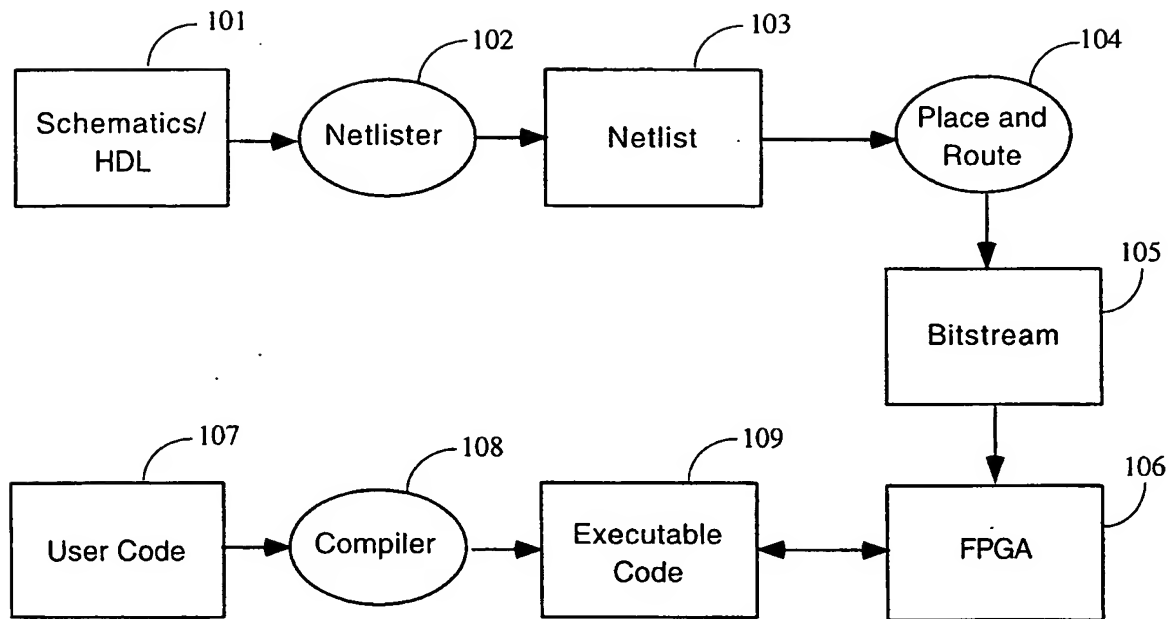 101
102
103
104
Schematics/
HDL
Netlister
Netlist
Place and
Route
105
Bitstream
107
108
109
106
User Code
Compiler
Executable
Code
FPGA